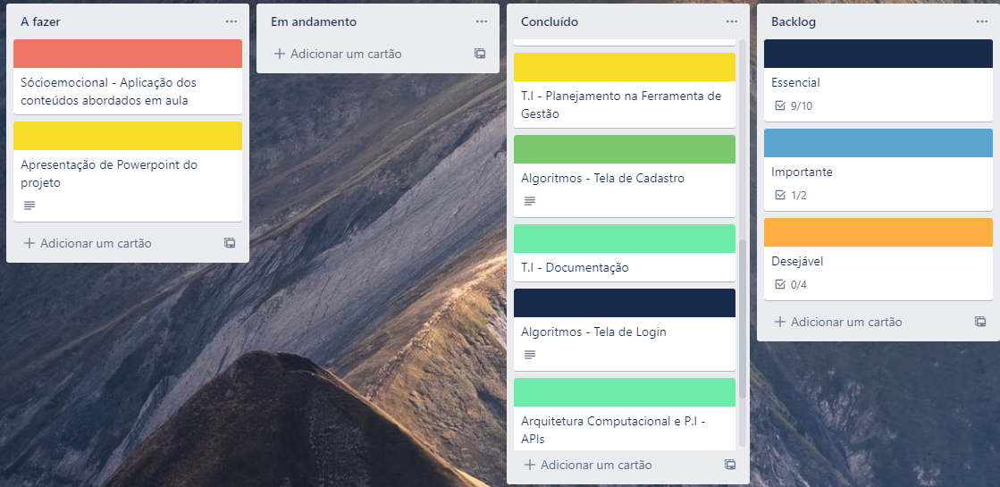 A fazer
Sócioemocional - Aplicação dos
conteúdos abordados em aula
Apresentação de Powerpoint do
projeto
Adicionar um cartão
Em andamento
Adicionar um cartão
Concluído
T.I - Planejamento na Ferramenta de
Gestão
Algoritmos - Tela de Cadastro
T.I - Documentação
Algoritmos - Tela de Login
Arquitetura Computacional e P.I -
APIs
Adicionar um cartão
Backlog
Essencial
9/10
Importante
1/2
Desejável
0/4
Adicionar um cartão